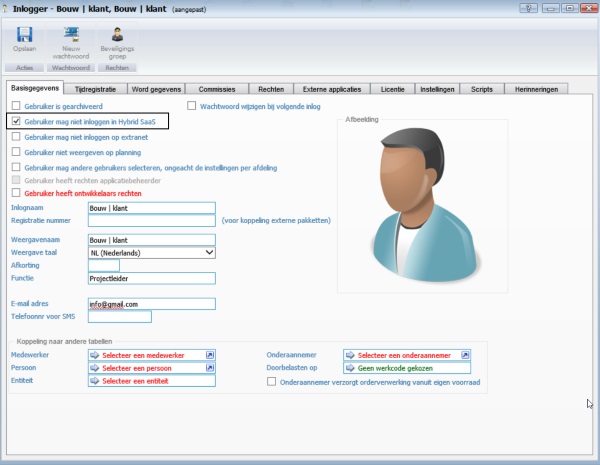 Inlogger - Bouw | klant, Bouw | klant (aangepast)
Opslaan
Nieuw wachtwoord
Beveiligings groep
Acties
Wachtwoord
Rechten
Basisgegevens
Tijdregistratie
Word gegevens
Commissies
Rechten
Externe applicaties
Licentie
Instellingen
Scripts
Herinneringen
Gebruiker is gearchiveerd
Wachtwoord wijzigen bij volgende inlog
Gebruiker mag niet inloggen in Hybrid SaaS
Afbeelding
Gebruiker mag niet inloggen op extranet
Gebruiker niet weergeven op planning
Gebruiker mag andere gebruikers selecteren, ongeacht de instellingen per afdeling
Gebruiker heeft rechten applicatiebeheerder
Gebruiker heeft ontwikkelaars rechten
Inlognaam Bouw | klant
Registratie nummer (voor koppeling externe pakketten)
Weergavenaam Bouw | klant
Weergave taal NL (Nederlands)
Afkorting
Functie Projectleider
E-mail adres info@gmail.com
Telefoonnr voor SMS
Koppeling naar andere tabellen
Medewerker Selecteer een medewerker
Onderaannemer Selecteer een onderaannemer
Persoon Selecteer een persoon
Doorbelasten op Geen werkcode gekozen
Entiteit Selecteer een entiteit
Onderaannemer verzorgt orderverwerking vanuit eigen voorraad